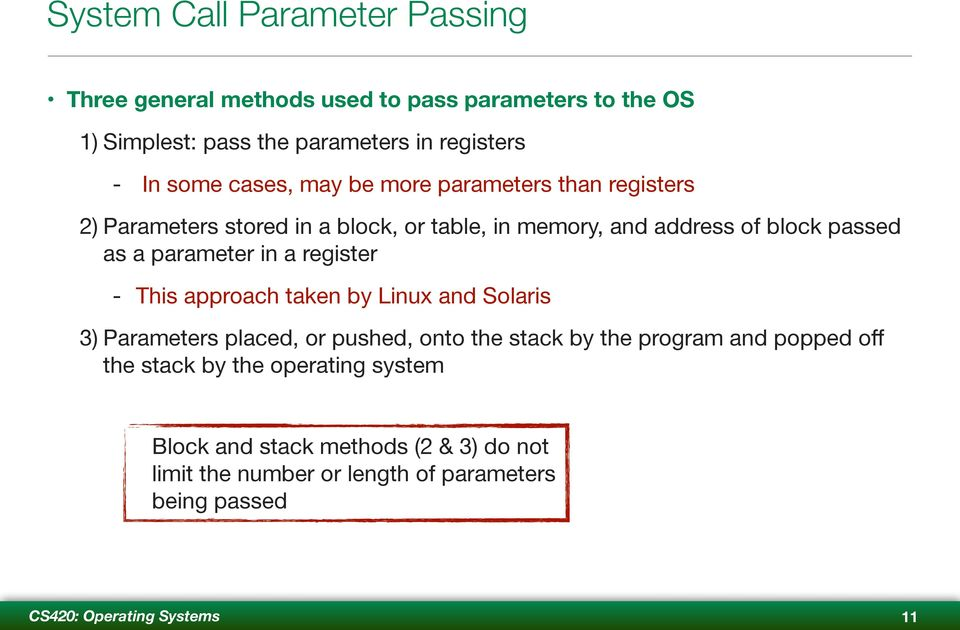 System Call Parameter Passing
• Three general methods used to pass parameters to the OS
1) Simplest: pass the parameters in registers
- In some cases, may be more parameters than registers
2) Parameters stored in a block, or table, in memory, and address of block passed
as a parameter in a register
- This approach taken by Linux and Solaris
3) Parameters placed, or pushed, onto the stack by the program and popped off
the stack by the operating system
Block and stack methods (2 & 3) do not
limit the number or length of parameters
being passed
CS420: Operating Systems 11